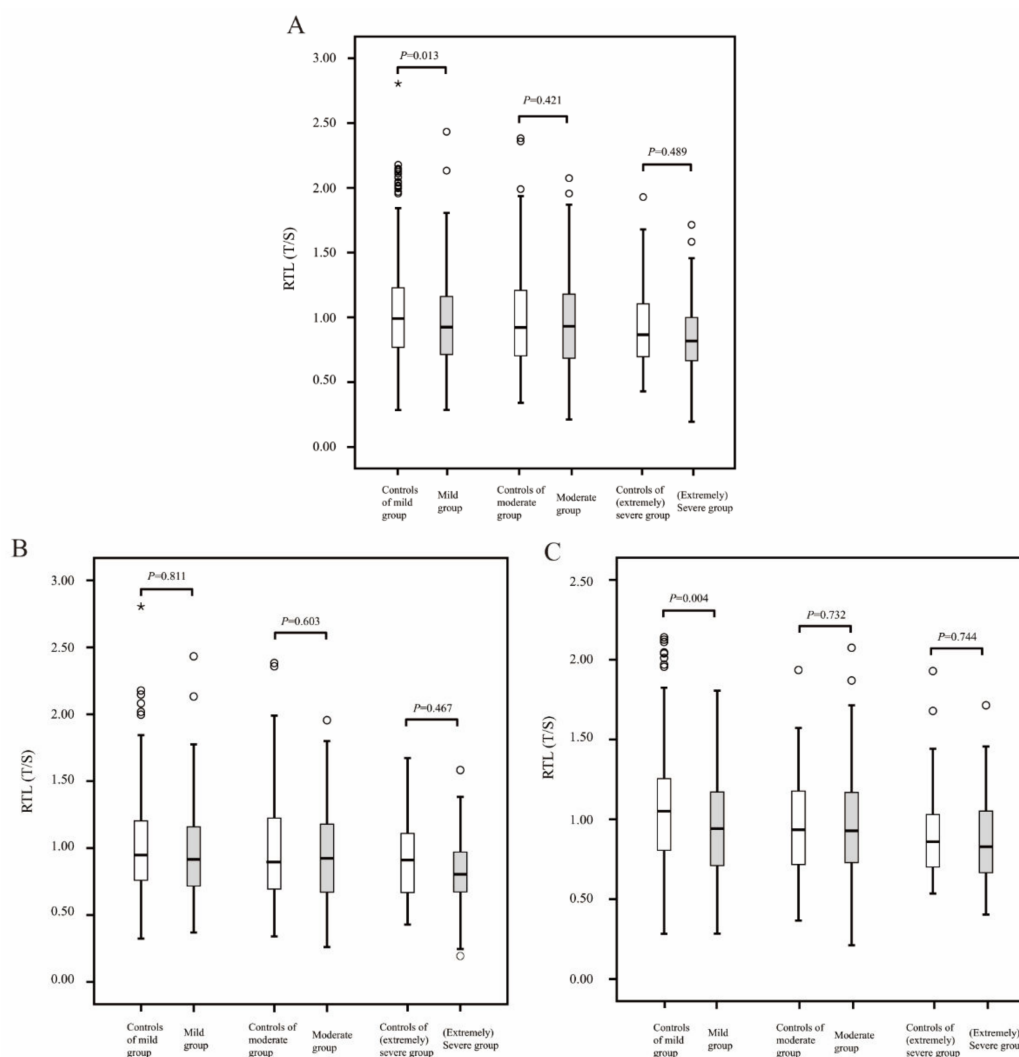 A
3.00
2.50
2.00
1.50
1.00
0.50
0.00
RTL (T/S)
P=0.013
P=0.421
P=0.489
*
Controls
of mild
group
Mild
group
Controls of
moderate
group
Moderate
group
Controls of
(extremely)
severe group
(Extremely)
Severe group
B
3.00
2.50
2.00
1.50
1.00
0.50
0.00
RTL (T/S)
P=0.811
P=0.603
P=0.467
*
Controls
of mild
group
Mild
group
Controls of
moderate
group
Moderate
group
Controls of
(extremely)
severe group
(Extremely)
Severe group
C
2.50
2.00
1.50
1.00
0.50
0.00
RTL (T/S)
P=0.004
P=0.732
P=0.744
Controls
of mild
group
Mild
group
Controls of
moderate
group
Moderate
group
Controls of
(extremely)
severe group
(Extremely)
Severe group